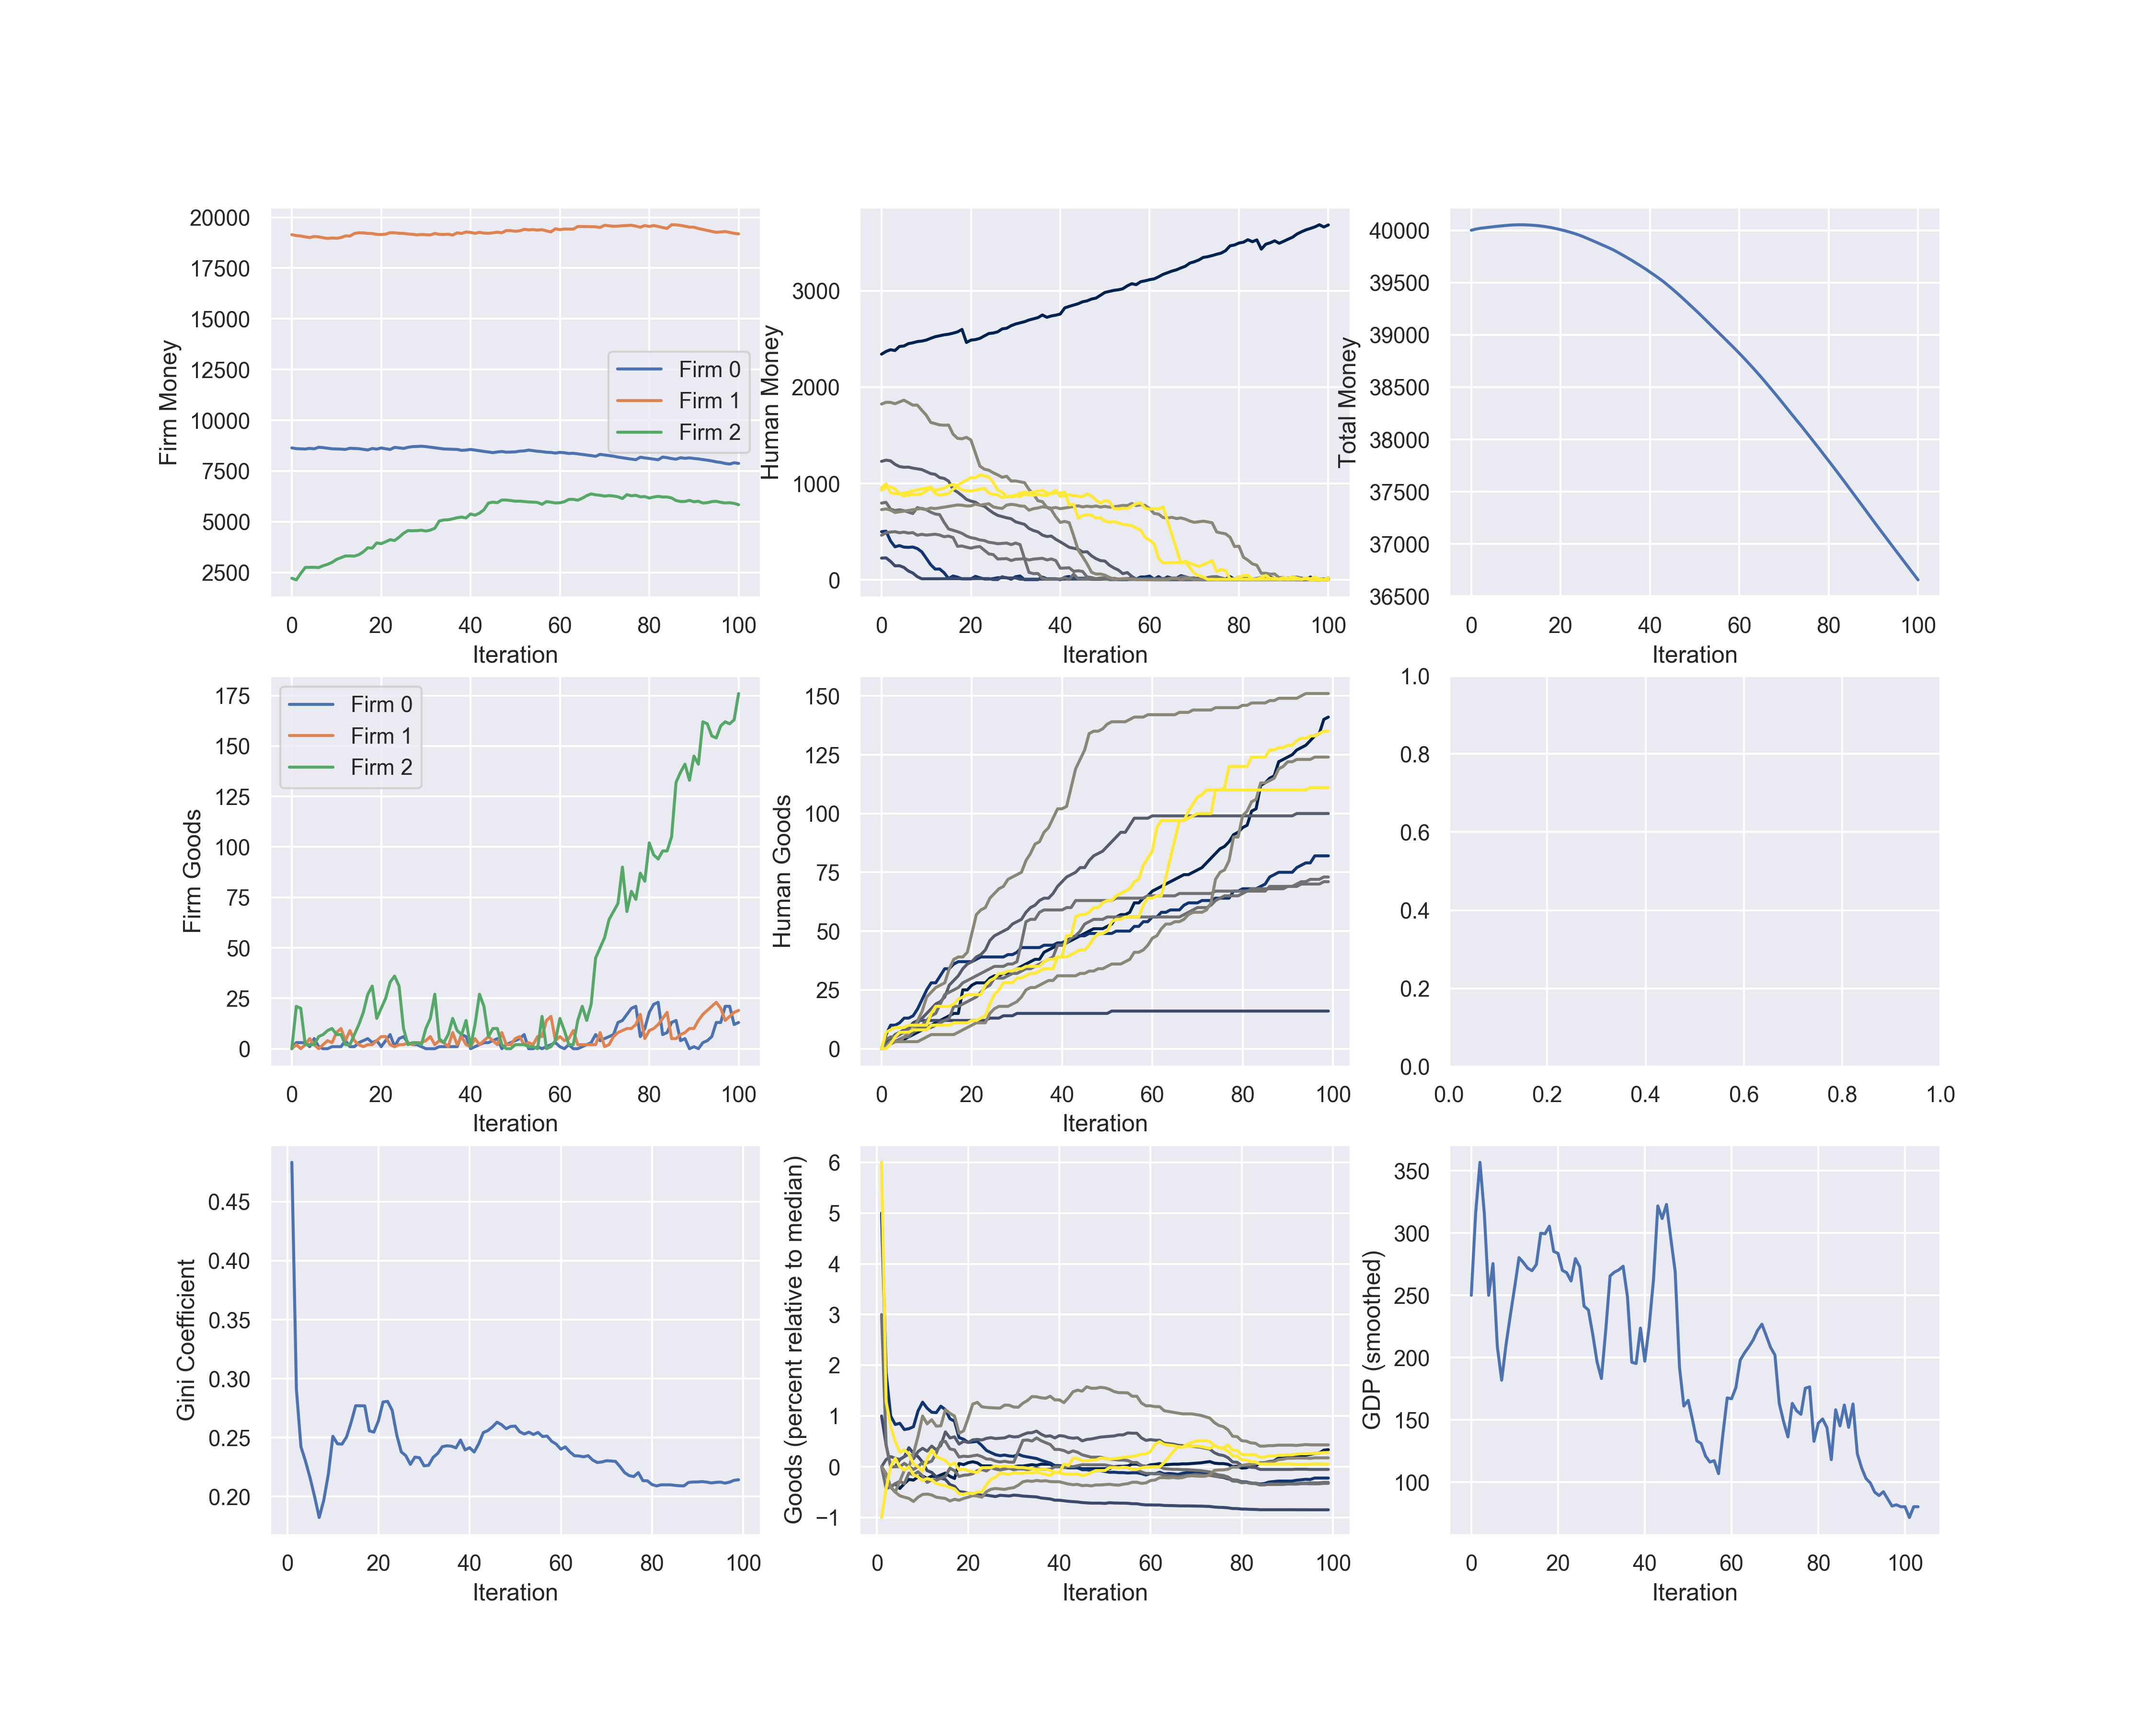 20000
17500
15000
12500
10000
7500
5000
2500
Firm Money
Firm 0
Firm 1
Firm 2
0 20 40 60 80 100
Iteration
3000
2000
1000
0
Human Money
0 20 40 60 80 100
Iteration
40000
39500
39000
38500
38000
37500
37000
36500
Total Money
0 20 40 60 80 100
Iteration
175
150
125
100
75
50
25
0
Firm Goods
Firm 0
Firm 1
Firm 2
0 20 40 60 80 100
Iteration
150
125
100
75
50
25
0
Human Goods
0 20 40 60 80 100
Iteration
1.0
0.8
0.6
0.4
0.2
0.0
0.0 0.2 0.4 0.6 0.8 1.0
0.45
0.40
0.35
0.30
0.25
0.20
Gini Coefficient
0 20 40 60 80 100
Iteration
6
5
4
3
2
1
0
−1
Goods (percent relative to median)
0 20 40 60 80 100
Iteration
350
300
250
200
150
100
GDP (smoothed)
0 20 40 60 80 100
Iteration